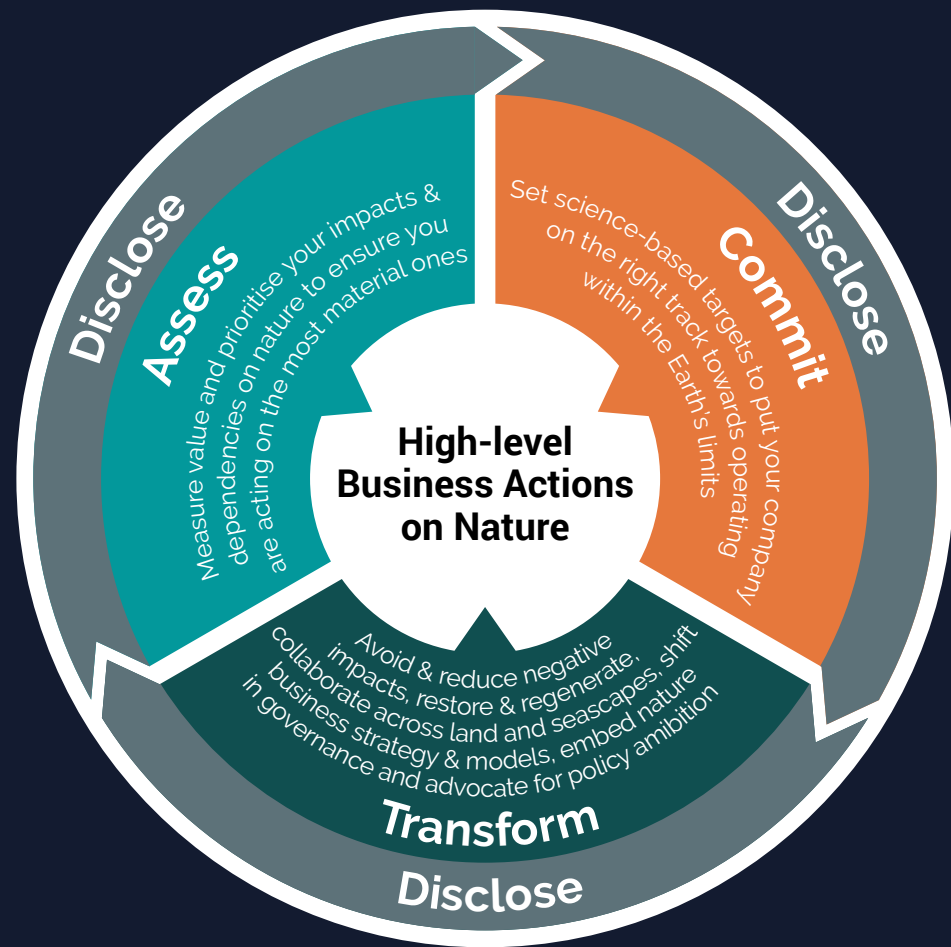 Disclose
Assess
Measure value and prioritise your impacts &
dependencies on nature to ensure you
are acting on the most material ones
Disclose
Commit
Set science-based targets to put your company
on the right track towards operating
within the Earth's limits
High-level
Business Actions
on Nature
Avoid & reduce negative
impacts, restore & regenerate,
collaborate across land and seascapes, shift
business strategy & models, embed nature
in governance and advocate for policy amibition
Transform
Disclose